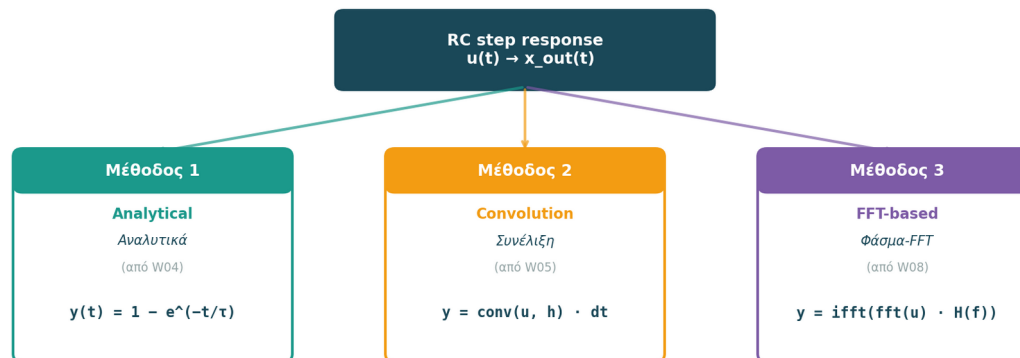 RC step response
u(t) → x_out(t)
Μέθοδος 1
Analytical
Αναλυτικά
(από W04)
y(t) = 1 − e^(−t/τ)
Μέθοδος 2
Convolution
Συνέλιξη
(από W05)
y = conv(u, h) · dt
Μέθοδος 3
FFT-based
Φάσμα-FFT
(από W08)
y = ifft(fft(u) · H(f))